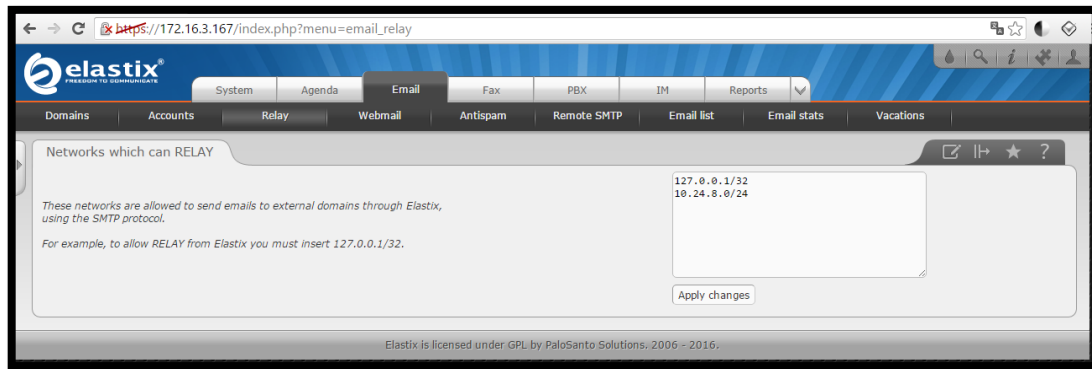 https://172.16.3.167/index.php?menu=email_relay
elastix®
FREEDOM TO COMMUNICATE
System Agenda Email Fax PBX IM Reports
Domains Accounts Relay Webmail Antispam Remote SMTP Email list Email stats Vacations
Networks which can RELAY
127.0.0.1/32
10.24.8.0/24
These networks are allowed to send emails to external domains through Elastix,
using the SMTP protocol.
For example, to allow RELAY from Elastix you must insert 127.0.0.1/32.
Apply changes
Elastix is licensed under GPL by PaloSanto Solutions. 2006 - 2016.